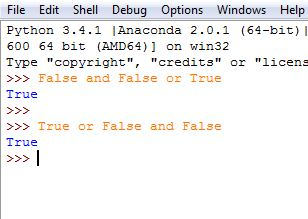 File Edit Shell Debug Options Windows Help
Python 3.4.1 |Anaconda 2.0.1 (64-bit)|
600 64 bit (AMD64)] on win32
Type "copyright", "credits" or "licens
>>> False and False or True
True
>>>
>>> True or False and False
True
>>>